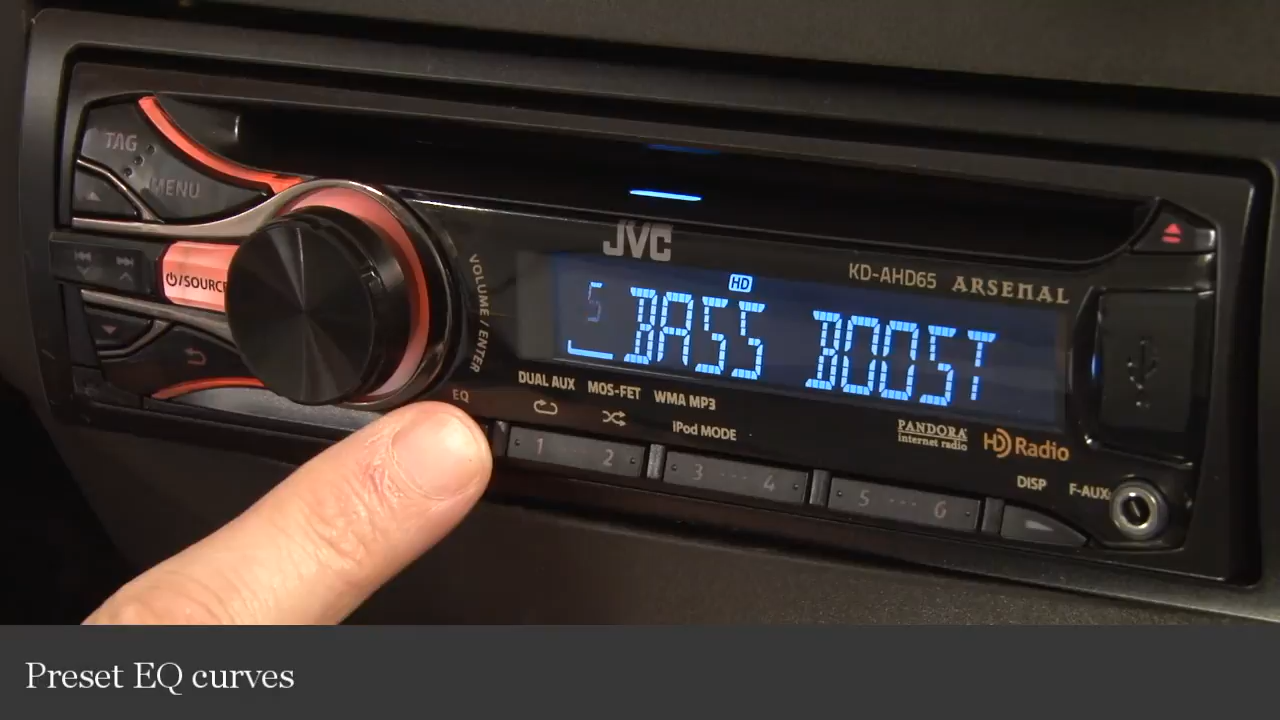 TAG
MENU
⏻/SOURCE
VOLUME / ENTER
JVC
KD-AHD65 ARSENAL
HD
5 BASS BOOST
EQ
DUAL AUX MOS-FET WMA MP3
iPod MODE
PANDORA
internet radio
HD Radio
DISP
F-AUX
1 2 3 4 5 6
Preset EQ curves